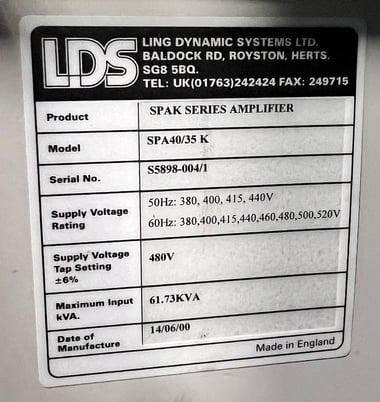 LDS
LING DYNAMIC SYSTEMS LTD.
BALDOCK RD, ROYSTON, HERTS.
SG8 5BQ.
TEL: UK(01763)242424 FAX: 249715
Product SPAK SERIES AMPLIFIER
Model SPA40/35 K
Serial No. S5898-004/1
Supply Voltage Rating 50Hz: 380, 400, 415, 440V
60Hz: 380,400,415,440,460,480,500,520V
Supply Voltage Tap Setting ±6% 480V
Maximum Input kVA. 61.73KVA
Date of Manufacture 14/06/00
Made in England